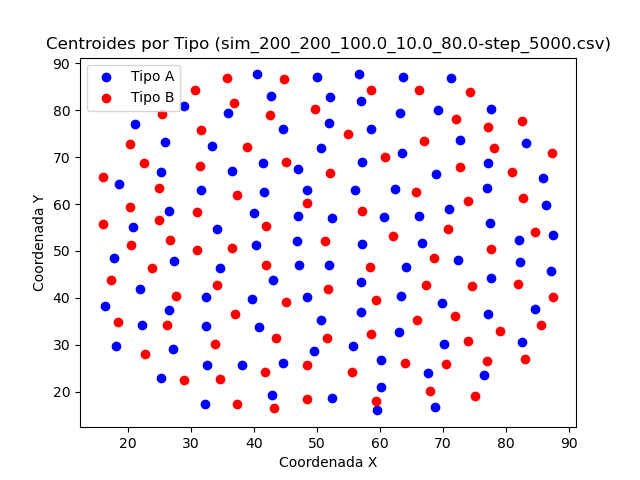 Centroides por Tipo (sim_200_200_100.0_10.0_80.0-step_5000.csv)
Tipo A
Tipo B
90
80
70
60
50
40
30
20
Coordenada Y
20 30 40 50 60 70 80 90
Coordenada X